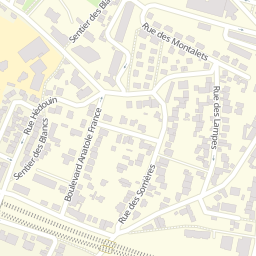 Sentier des Bla
Rue des Montalets
Rue Hédouin
Sentier des Blancs
Boulevard Anatole France
Rue des Sorrières
Rue des Lampes